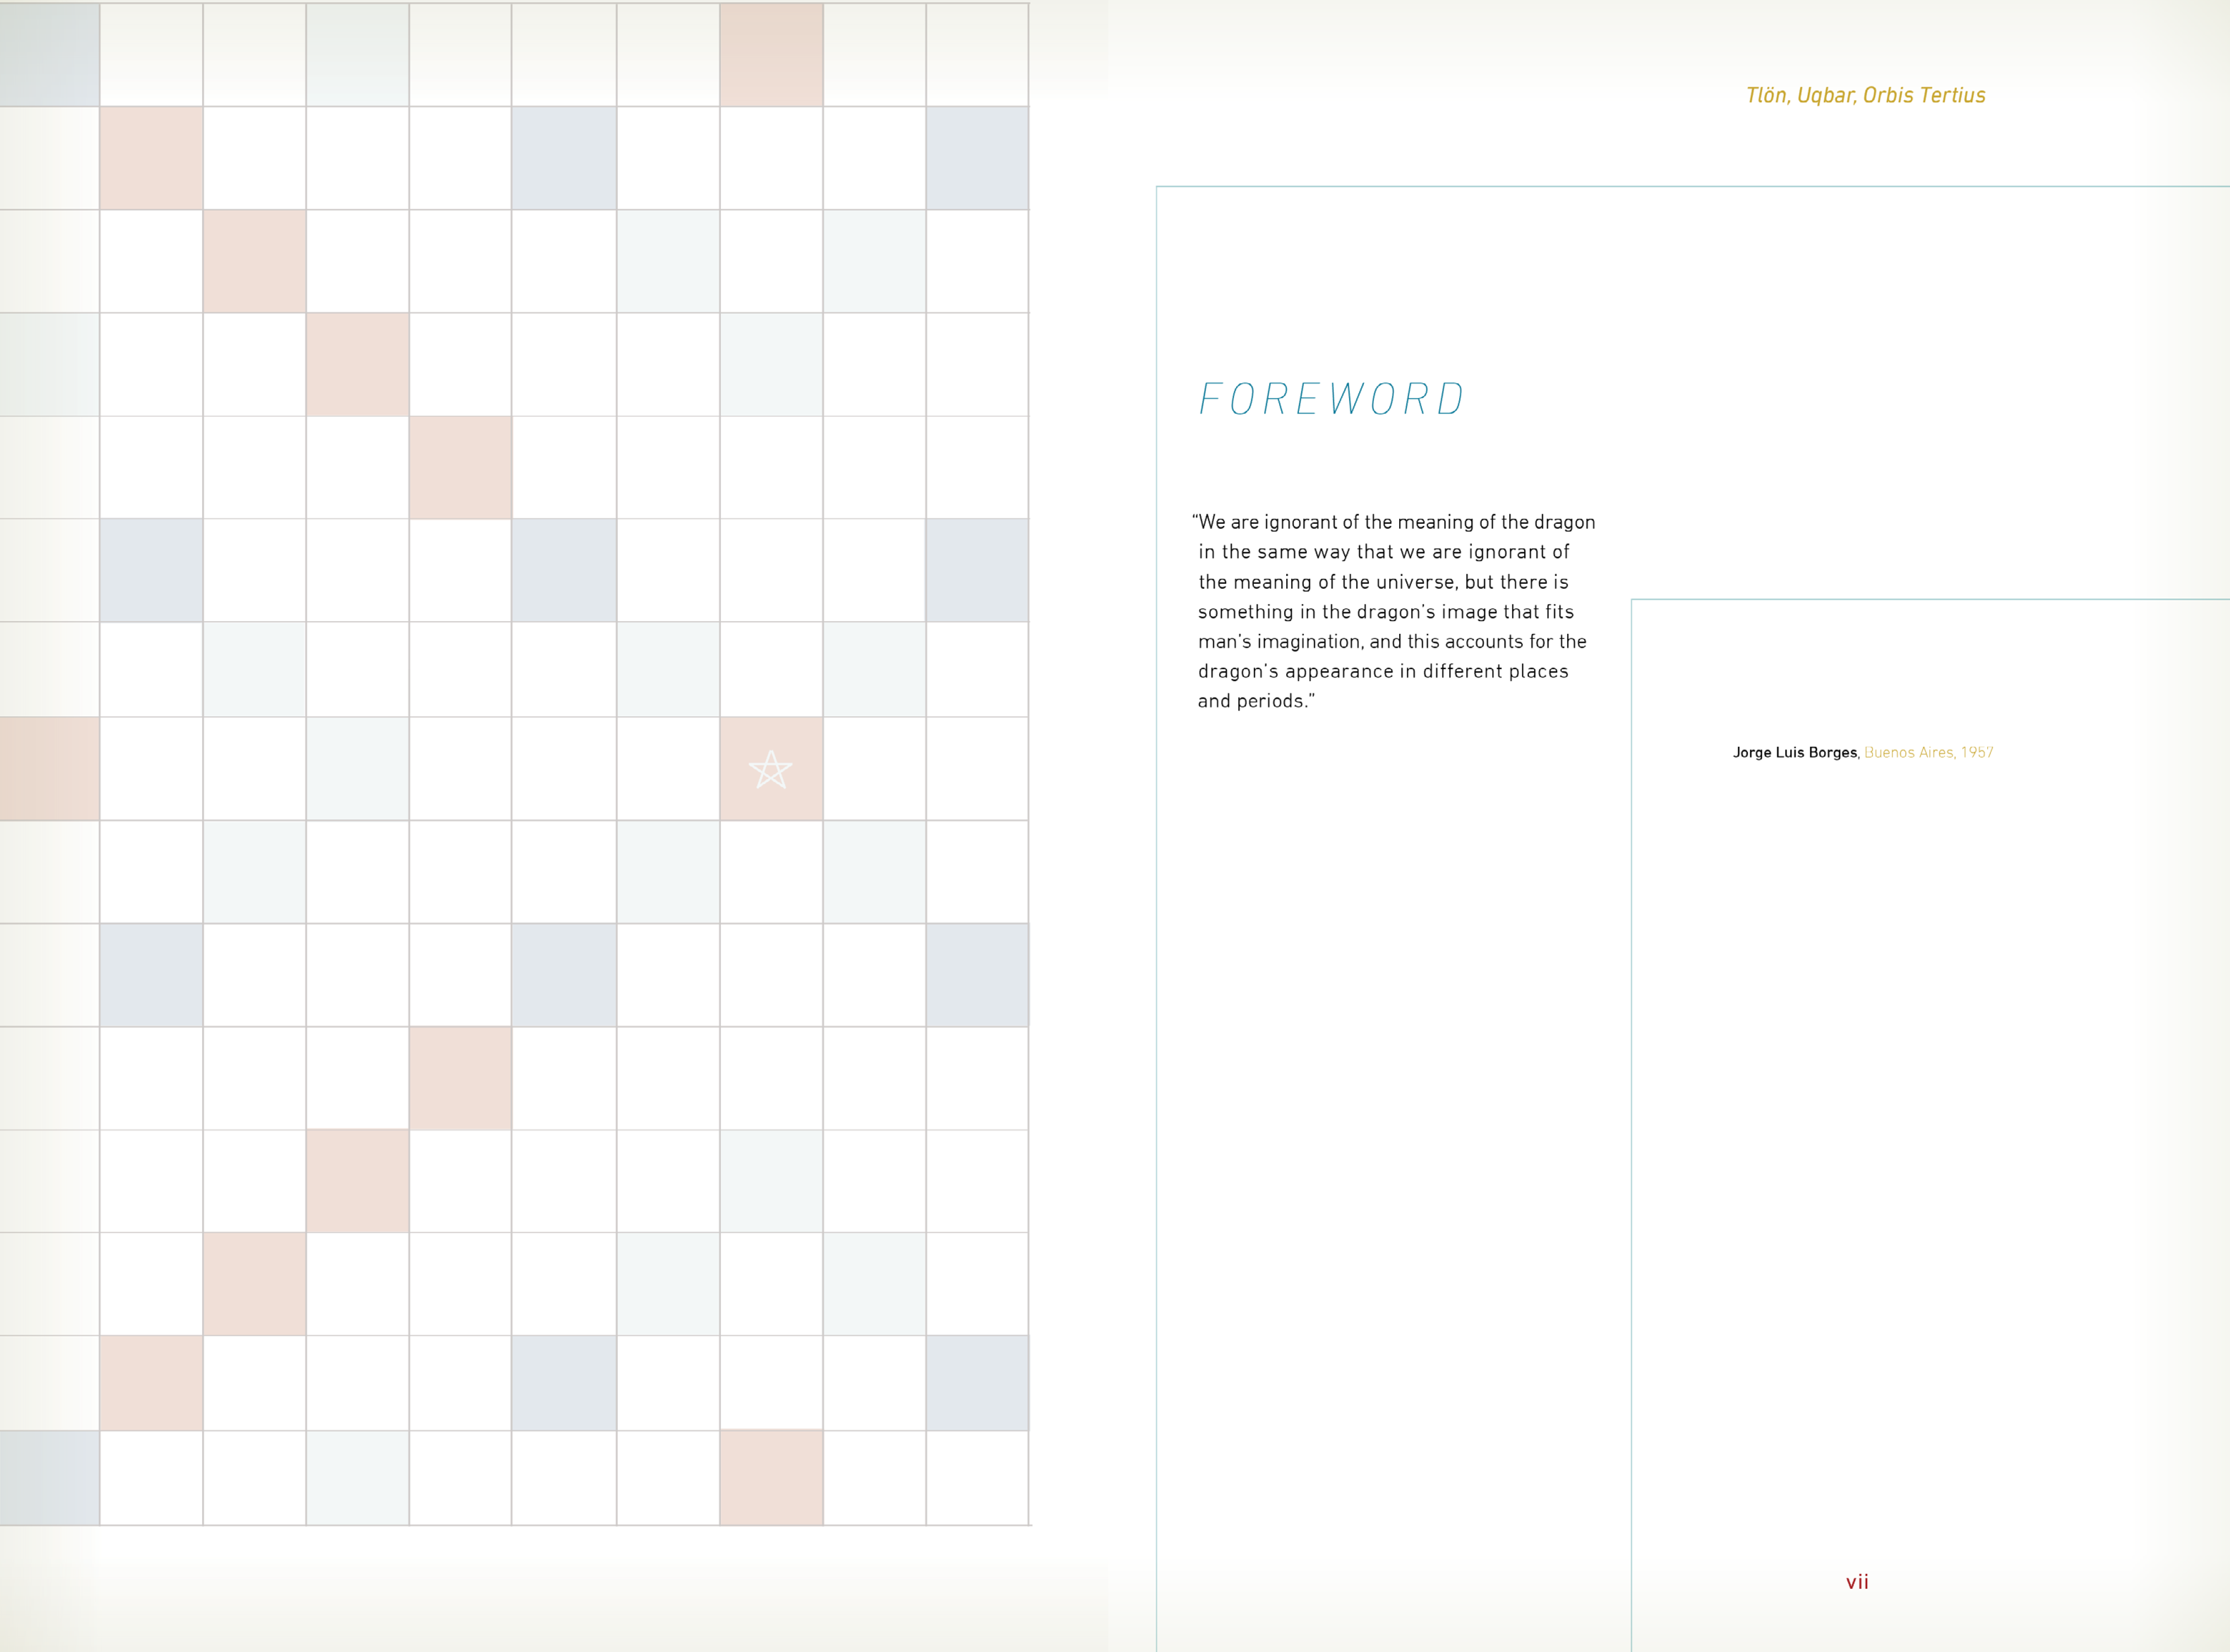 Tlön, Uqbar, Orbis Tertius
FOREWORD
“We are ignorant of the meaning of the dragon
in the same way that we are ignorant of
the meaning of the universe, but there is
something in the dragon’s image that fits
man’s imagination, and this accounts for the
dragon’s appearance in different places
and periods.”
Jorge Luis Borges, Buenos Aires, 1957
vii